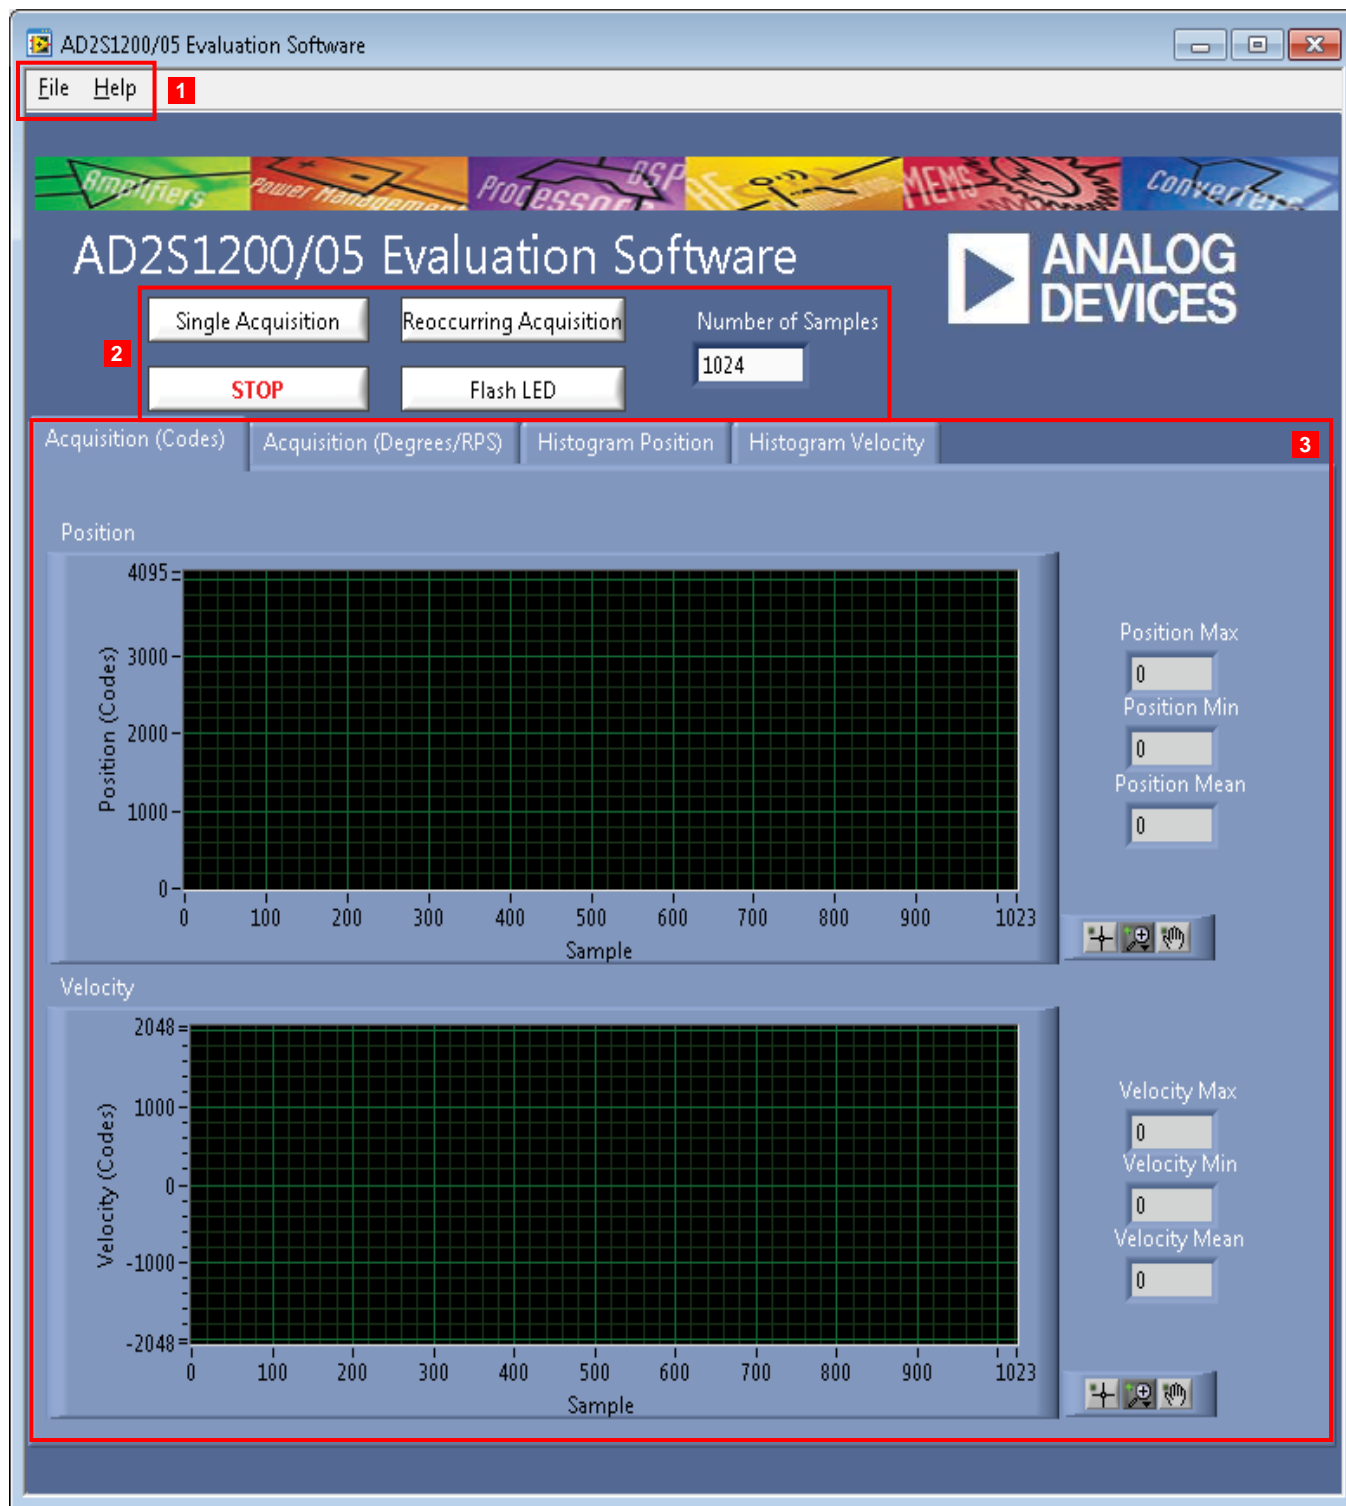 AD2S1200/05 Evaluation Software
File Help
1
Amplifiers
Power Management
Processors DSP
RF
MEMS
Converters
AD2S1200/05 Evaluation Software
ANALOG
DEVICES
Single Acquisition
Reoccurring Acquisition
Number of Samples
2
1024
STOP
Flash LED
Acquisition (Codes)
Acquisition (Degrees/RPS)
Histogram Position
Histogram Velocity
3
Position
4095
3000
2000
1000
0
Position (Codes)
0 100 200 300 400 500 600 700 800 900 1023
Sample
Position Max
0
Position Min
0
Position Mean
0
Velocity
2048
1000
0
-1000
-2048
Velocity (Codes)
0 100 200 300 400 500 600 700 800 900 1023
Sample
Velocity Max
0
Velocity Min
0
Velocity Mean
0